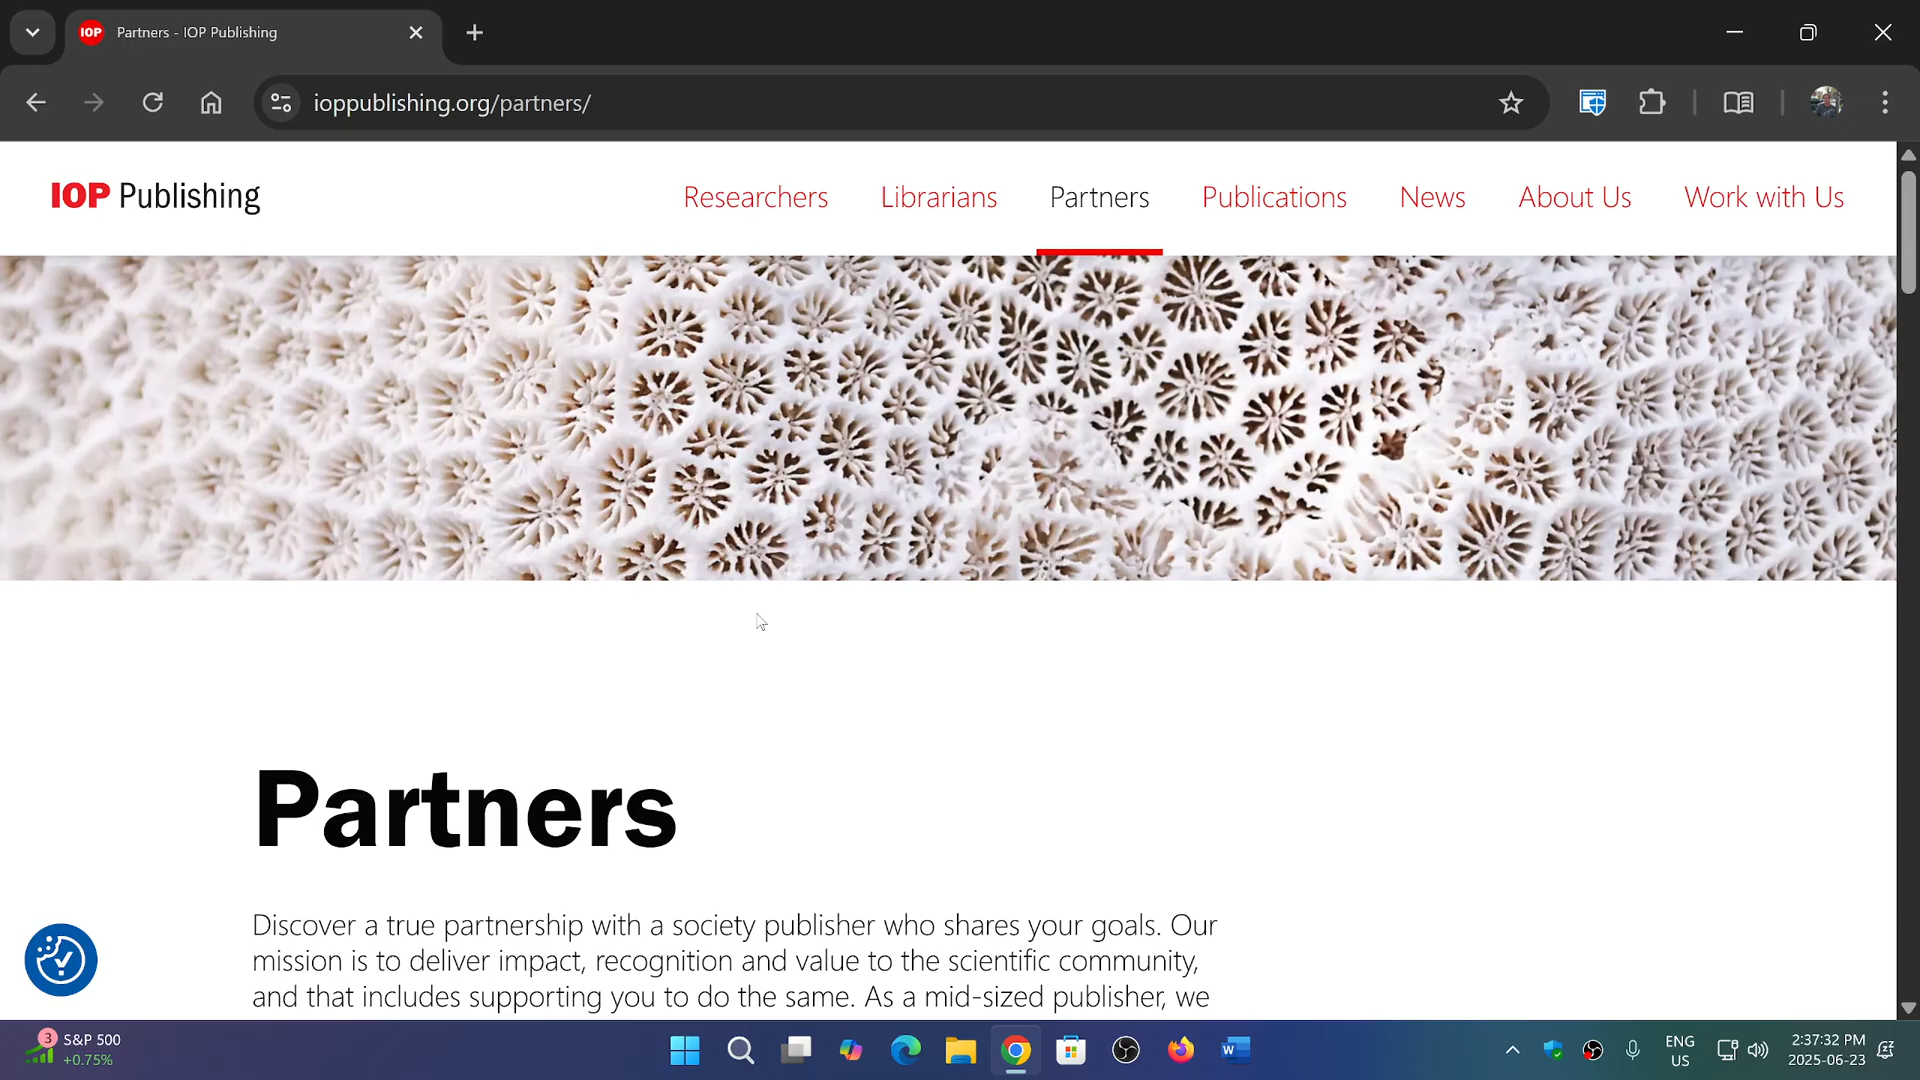 IOP
Partners - IOP Publishing
ioppublishing.org/partners/
IOP Publishing
Researchers
Librarians
Partners
Publications
News
About Us
Work with Us
Partners
Discover a true partnership with a society publisher who shares your goals. Our
mission is to deliver impact, recognition and value to the scientific community,
and that includes supporting you to do the same. As a mid-sized publisher, we
3
S&P 500
+0.75%
W
ENG
US
2:37:32 PM
2025-06-23